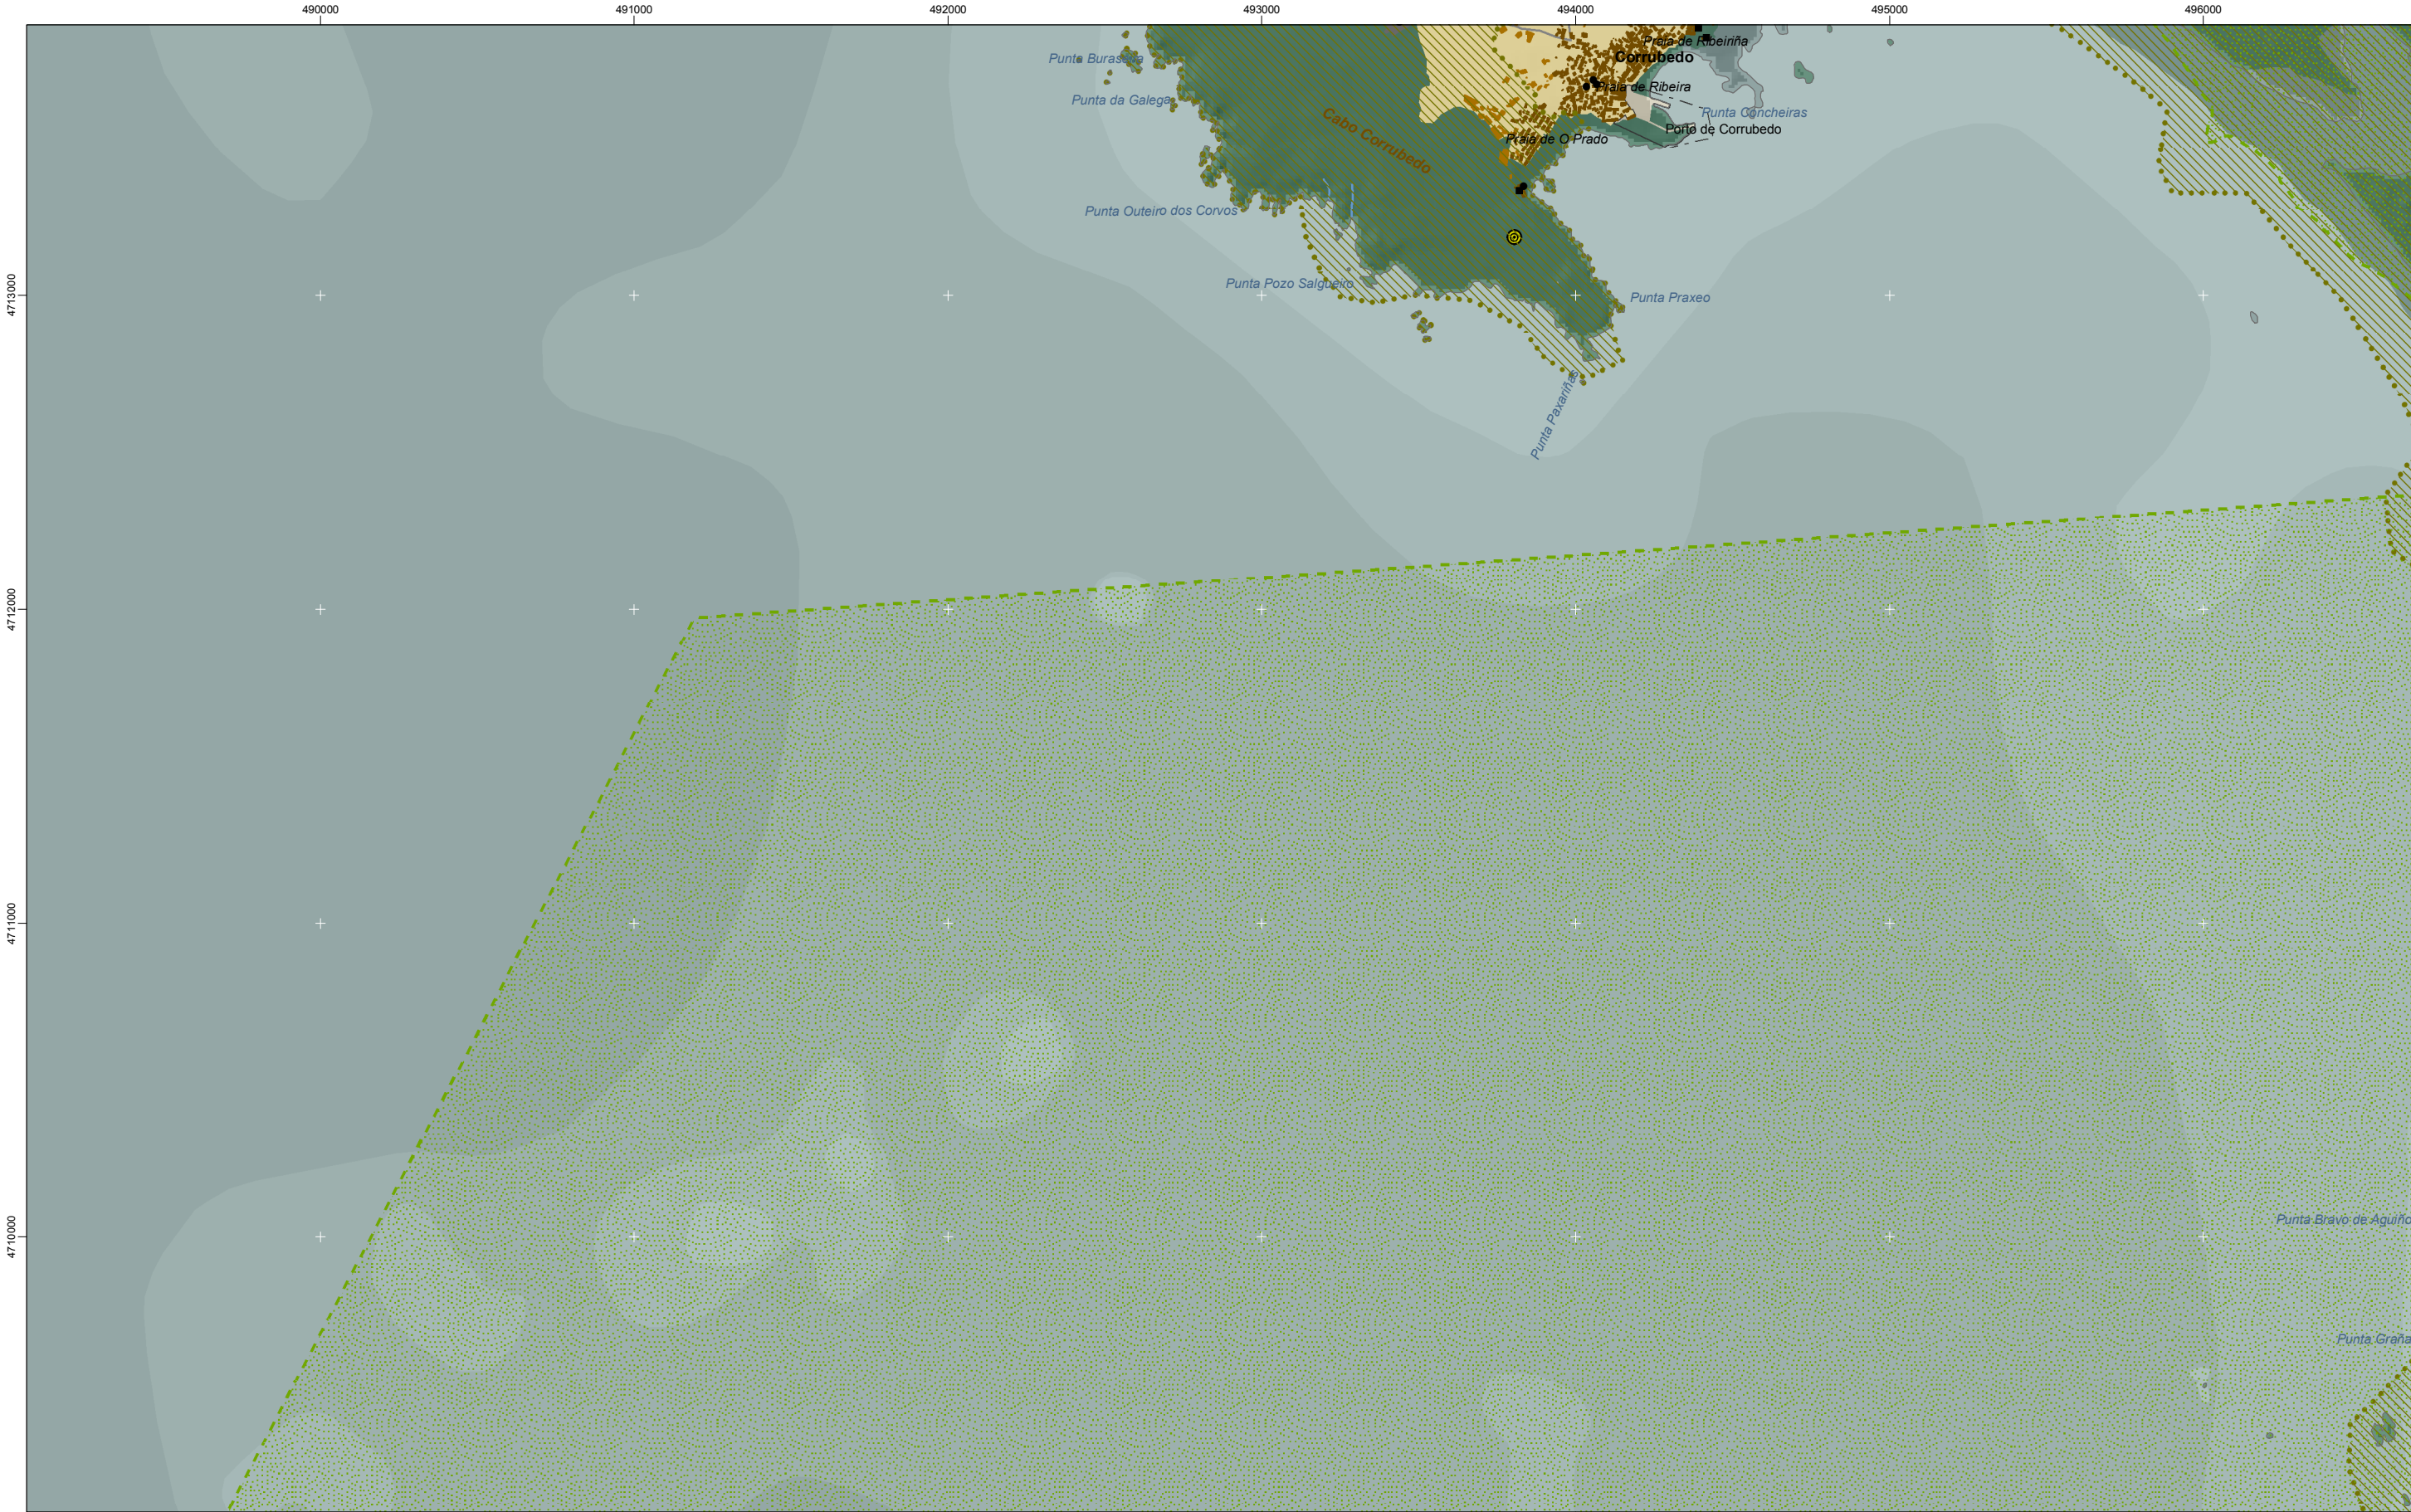 490000 491000 492000 493000 494000 495000 496000
Praia de Ribeiriña
Corrubedo
Punta Burasella
Praia de Ribeira
Punta da Galega
Punta Concheiras
Cabo Corrubedo
Porto de Corrubedo
Praia de O Prado
Punta Outeiro dos Corvos
Punta Pozo Salgueiro
4713000
Punta Praxeo
Punta Paxariñas
4712000
4711000
Punta Bravo de Aguiño
4710000
Punta Graña